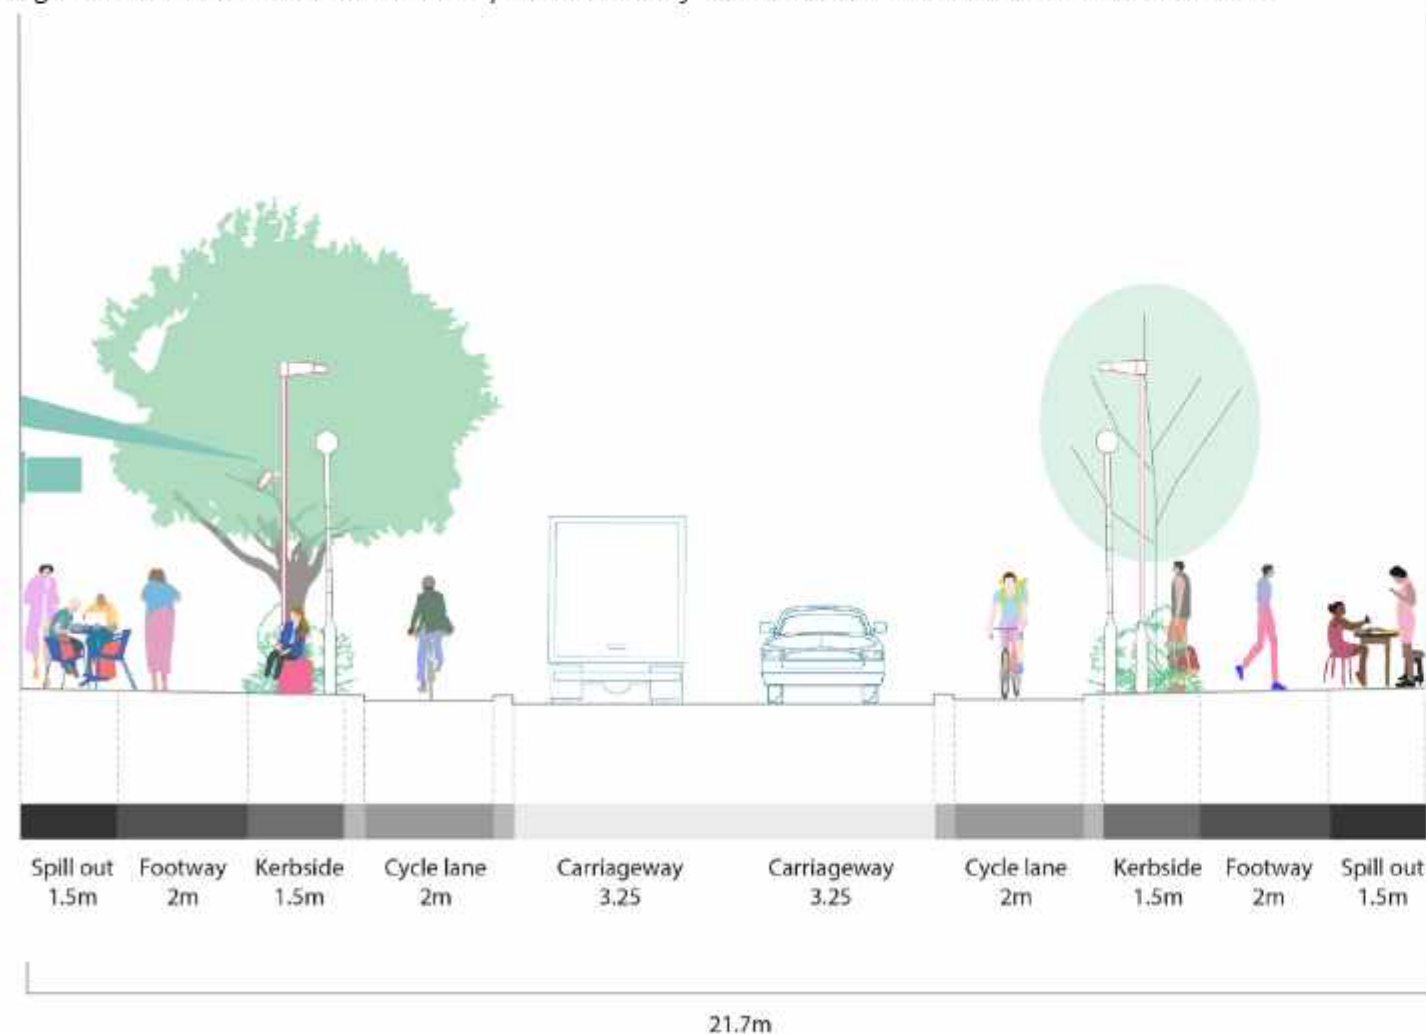 Spill out Footway Kerbside Cycle lane Carriageway Carriageway Cycle lane Kerbside Footway Spill out
1.5m 2m 1.5m 2m 3.25 3.25 2m 1.5m 2m 1.5m
21.7m